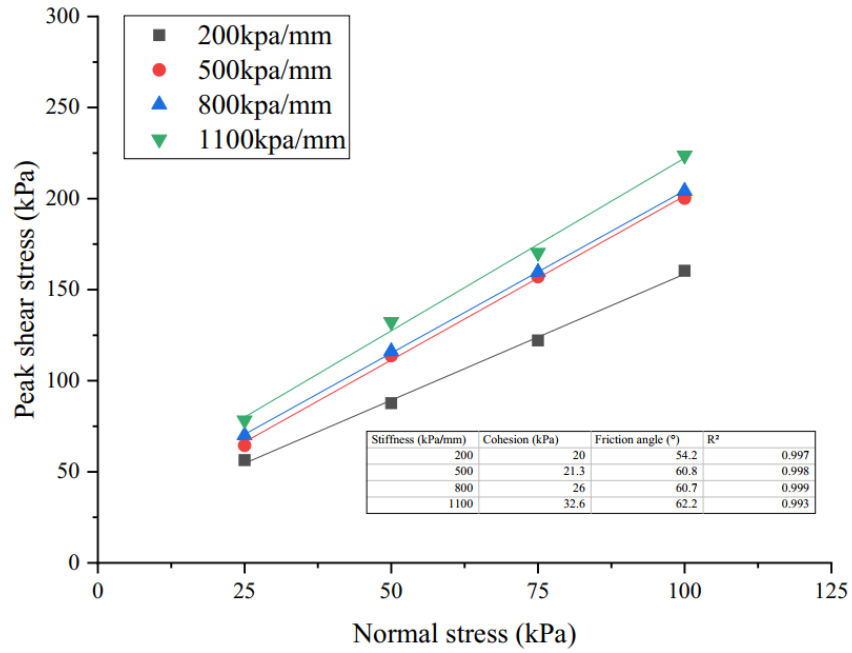 300
250
200
150
100
50
0
Peak shear stress (kPa)
200kpa/mm
500kpa/mm
800kpa/mm
1100kpa/mm
Stiffness (kPa/mm) Cohesion (kPa) Friction angle (°) R²
200 20 54.2 0.997
500 21.3 60.8 0.998
800 26 60.7 0.999
1100 32.6 62.2 0.993
0 25 50 75 100 125
Normal stress (kPa)